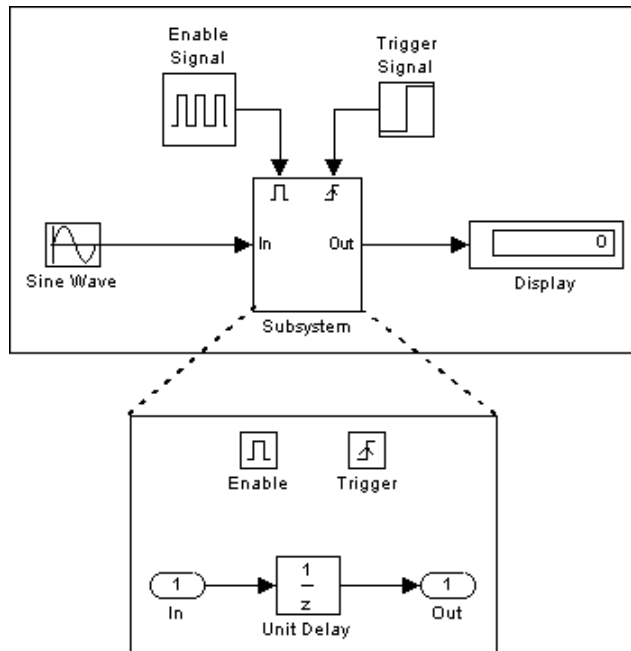 Enable
Signal
Trigger
Signal
In
Out
0
Sine Wave
Display
Subsystem
Enable
Trigger
1
1
z
1
In
Unit Delay
Out